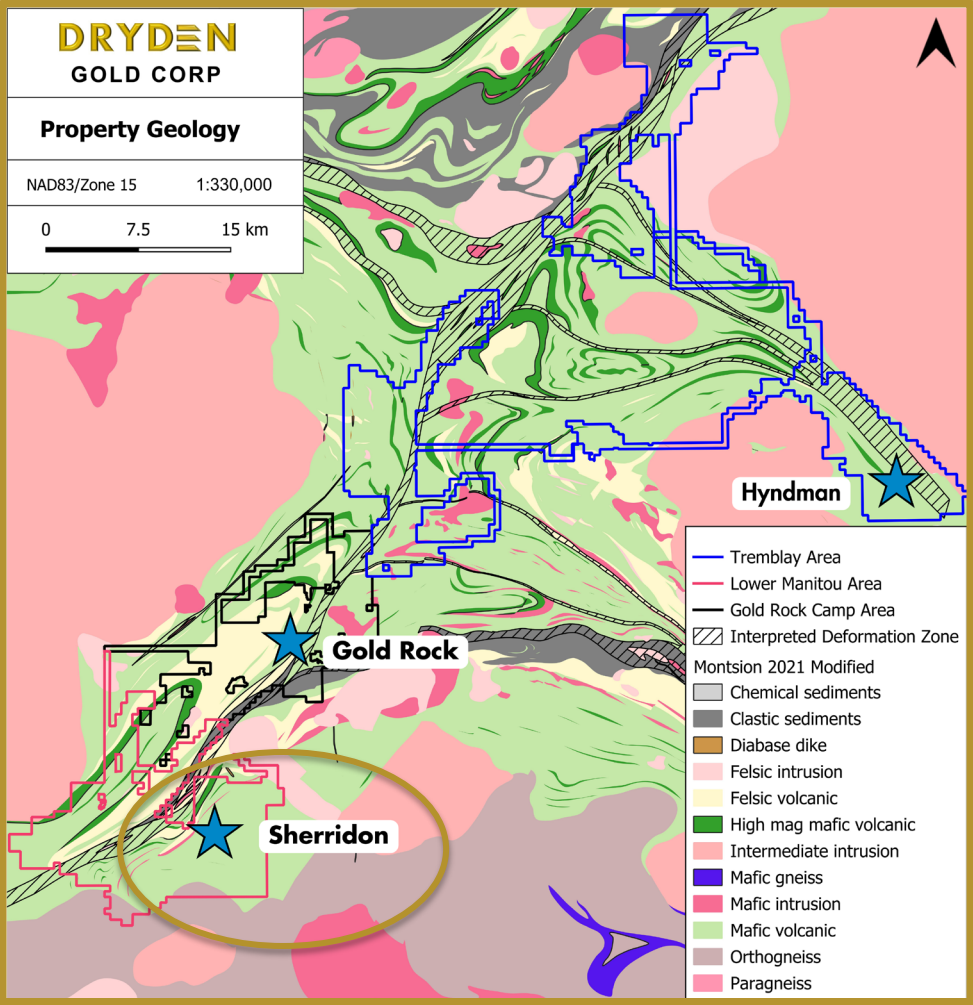 DRYDEN
GOLD CORP
Property Geology
NAD83/Zone 15 1:330,000
0 7.5 15 km
Hyndman
Gold Rock
Sherridon
Tremblay Area
Lower Manitou Area
Gold Rock Camp Area
Interpreted Deformation Zone
Montsion 2021 Modified
Chemical sediments
Clastic sediments
Diabase dike
Felsic intrusion
Felsic volcanic
High mag mafic volcanic
Intermediate intrusion
Mafic gneiss
Mafic intrusion
Mafic volcanic
Orthogneiss
Paragneiss